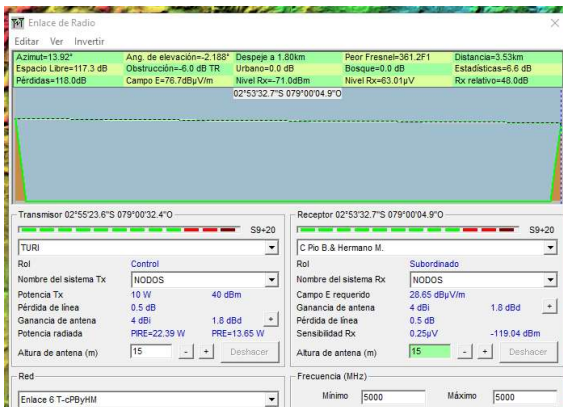 Enlace de Radio
Editar Ver Invertir
Azimut=13.92° Ang. de elevación=-2.188° Despeje a 1.80km Peor Fresnel=361.2F1 Distancia=3.53km
Espacio Libre=117.3 dB Obstrucción=-6.0 dB TR Urbano=0.0 dB Bosque=0.0 dB Estadísticas=6.6 dB
Pérdidas=118.0dB Campo E=76.7dBμV/m Nivel Rx=-71.0dBm Nivel Rx=63.01μV Rx relativo=48.0dB
02°53'32.7"S 079°00'04.9"O
Transmisor 02°55'23.6"S 079°00'32.4"O
S9+20
TURI
Rol Control
Nombre del sistema Tx NODOS
Potencia Tx 10 W 40 dBm
Pérdida de línea 0.5 dB
Ganancia de antena 4 dBi 1.8 dBd +
Potencia radiada PIRE=22.39 W PRE=13.65 W
Altura de antena (m) 15 - + Deshacer
Red
Enlace 6 T-cPByHM
Receptor 02°53'32.7"S 079°00'04.9"O
S9+20
C Pio B.& Hermano M.
Rol Subordinado
Nombre del sistema Rx NODOS
Campo E requerido 28.65 dBμV/m
Ganancia de antena 4 dBi 1.8 dBd +
Pérdida de línea 0.5 dB
Sensibilidad Rx 0.25μV -119.04 dBm
Altura de antena (m) 15 - + Deshacer
Frecuencia (MHz)
Mínimo 5000 Máximo 5000